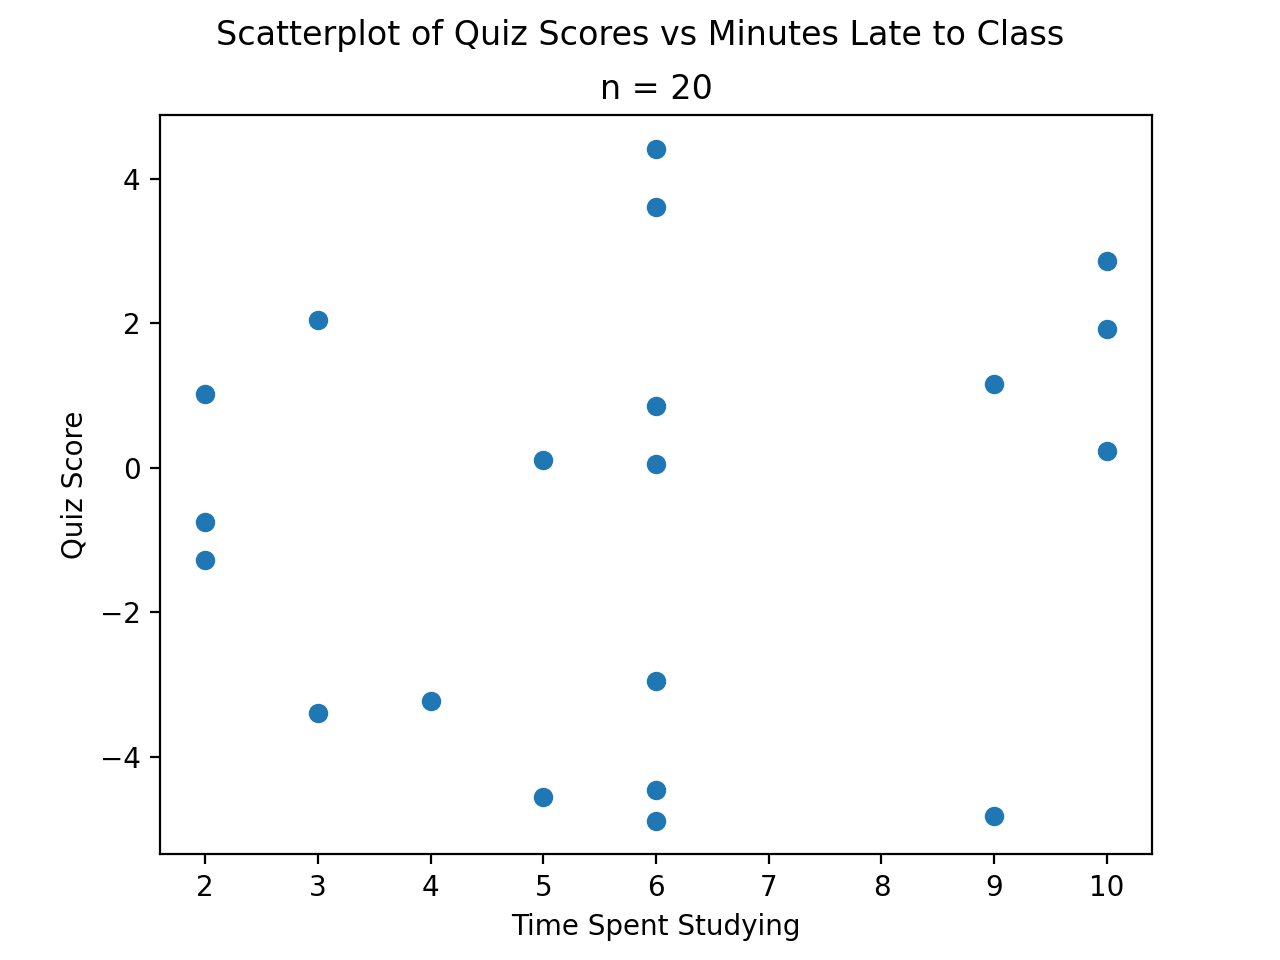 Scatterplot of Quiz Scores vs Minutes Late to Class
n = 20
4
2
0
−2
−4
Quiz Score
2 3 4 5 6 7 8 9 10
Time Spent Studying